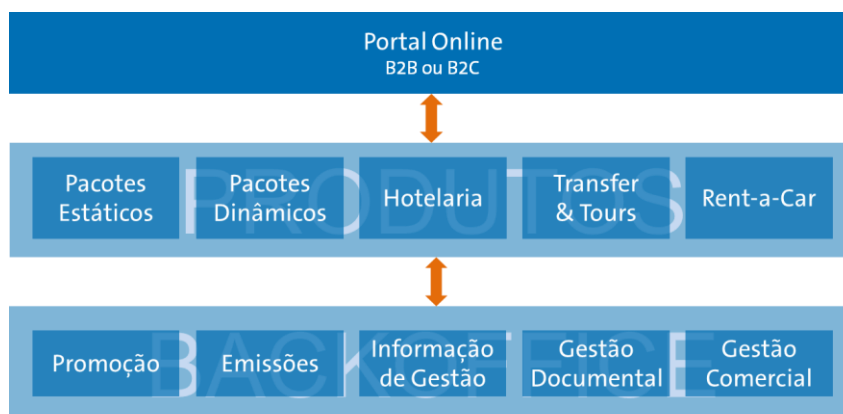 Portal Online
B2B ou B2C
PRODUTOS
Pacotes
Estáticos
Pacotes
Dinâmicos
Hotelaria
Transfer
& Tours
Rent-a-Car
BACKOFFICE
Promoção
Emissões
Informação
de Gestão
Gestão
Documental
Gestão
Comercial